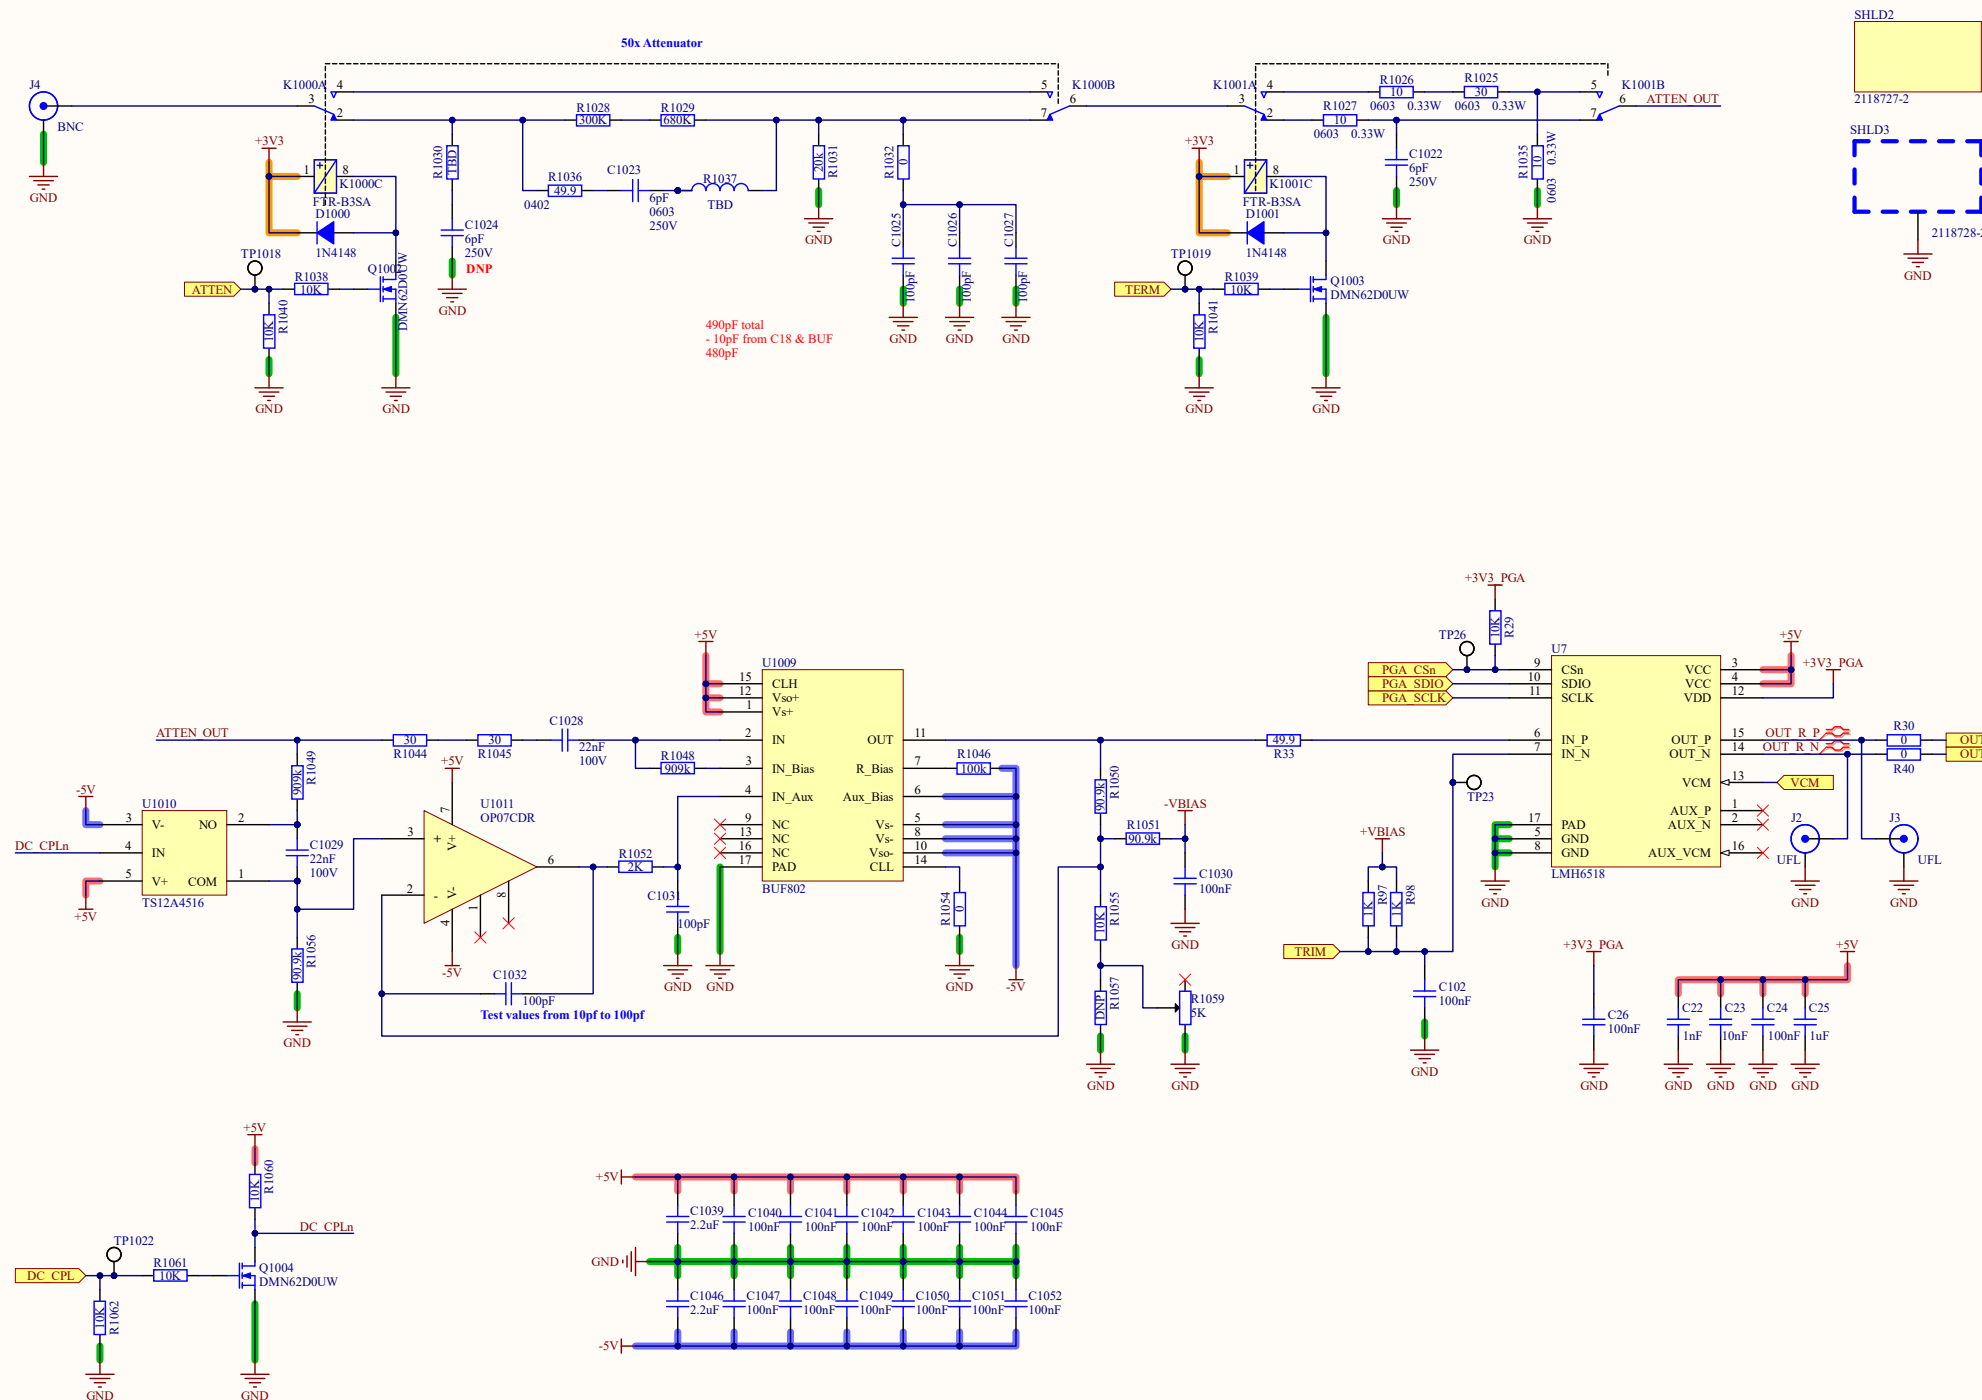 50x Attenuator
SHLD2
2118727-2
SHLD3
2118728-
GND
J4
BNC
GND
K1000A
3
4
2
5
7
K1000B
6
R1028
300K
R1029
680K
+3V3
1
8
K1000C
FTR-B3SA
D1000
1N4148
TP1018
ATTEN
R1038
10K
10K
R1040
GND
DMN62D0UW
GND
R1030
TBD
C1024
6pF
250V
DNP
GND
R1036
49.9
0402
C1023
6pF
0603
250V
R1037
TBD
20k
R1031
GND
R1032
0
C1025
100pF
GND
C1026
100pF
GND
C1027
100pF
GND
490pF total
- 10pF from C18 & BUF
480pF
K1001A
3
4
2
R1026
10
0603 0.33W
R1025
30
0603 0.33W
R1027
10
0603 0.33W
5
7
K1001B
6
ATTEN_OUT
+3V3
1
8
K1001C
FTR-B3SA
D1001
1N4148
TP1019
TERM
R1039
10K
10K
R1041
GND
Q1003
DMN62D0UW
GND
C1022
6pF
250V
GND
R1035
10
0603 0.33W
GND
ATTEN_OUT
909k
R1049
-5V
U1010
3 V- NO 2
DC_CPLn
4 IN
5 V+ COM 1
+5V
TS12A4516
C1029
22nF
100V
90.9k
R1056
GND
30
R1044
30
R1045
C1028
22nF
100V
R1048
909k
+5V
7
U1011
OP07CDR
3 + V+
2 - V-
6
4
1
8
-5V
C1032
100pF
Test values from 10pf to 100pf
R1052
2K
C1031
100pF
GND
GND
+5V
U1009
15 CLH
12 Vso+
1 Vs+
2 IN OUT 11
3 IN_Bias R_Bias 7
4 IN_Aux Aux_Bias 6
9 NC Vs- 5
13 NC Vs- 8
16 NC Vso- 10
17 PAD CLL 14
BUF802
R1046
100k
R1054
0
GND
-5V
90.9k
R1050
R1051
90.9k
-VBIAS
C1030
100nF
GND
10K
R1055
DNP
R1057
GND
R1059
5K
GND
49.9
R33
+3V3_PGA
10K
R29
TP26
PGA_CSn
PGA_SDIO
PGA_SCLK
U7
9 CSn VCC 3
10 SDIO VCC 4
11 SCLK VDD 12
6 IN_P OUT_P 15
7 IN_N OUT_N 14
VCM 13
AUX_P 1
17 PAD AUX_N 2
5 GND
8 GND AUX_VCM 16
LMH6518
GND
TP23
+VBIAS
1K
R97
1K
R98
TRIM
C102
100nF
GND
+5V
+3V3_PGA
OUT_R_P
OUT_R_N
R30
0
0
R40
OUT
OUT
VCM
J2
UFL
GND
J3
UFL
GND
+3V3_PGA
C26
100nF
GND
+5V
C22
1nF
GND
C23
10nF
GND
C24
100nF
GND
C25
1uF
GND
+5V
10K
R1060
DC_CPLn
TP1022
DC_CPL
R1061
10K
10K
R1062
GND
Q1004
DMN62D0UW
GND
+5V
C1039
2.2uF
C1040
100nF
C1041
100nF
C1042
100nF
C1043
100nF
C1044
100nF
C1045
100nF
GND
C1046
2.2uF
C1047
100nF
C1048
100nF
C1049
100nF
C1050
100nF
C1051
100nF
C1052
100nF
-5V